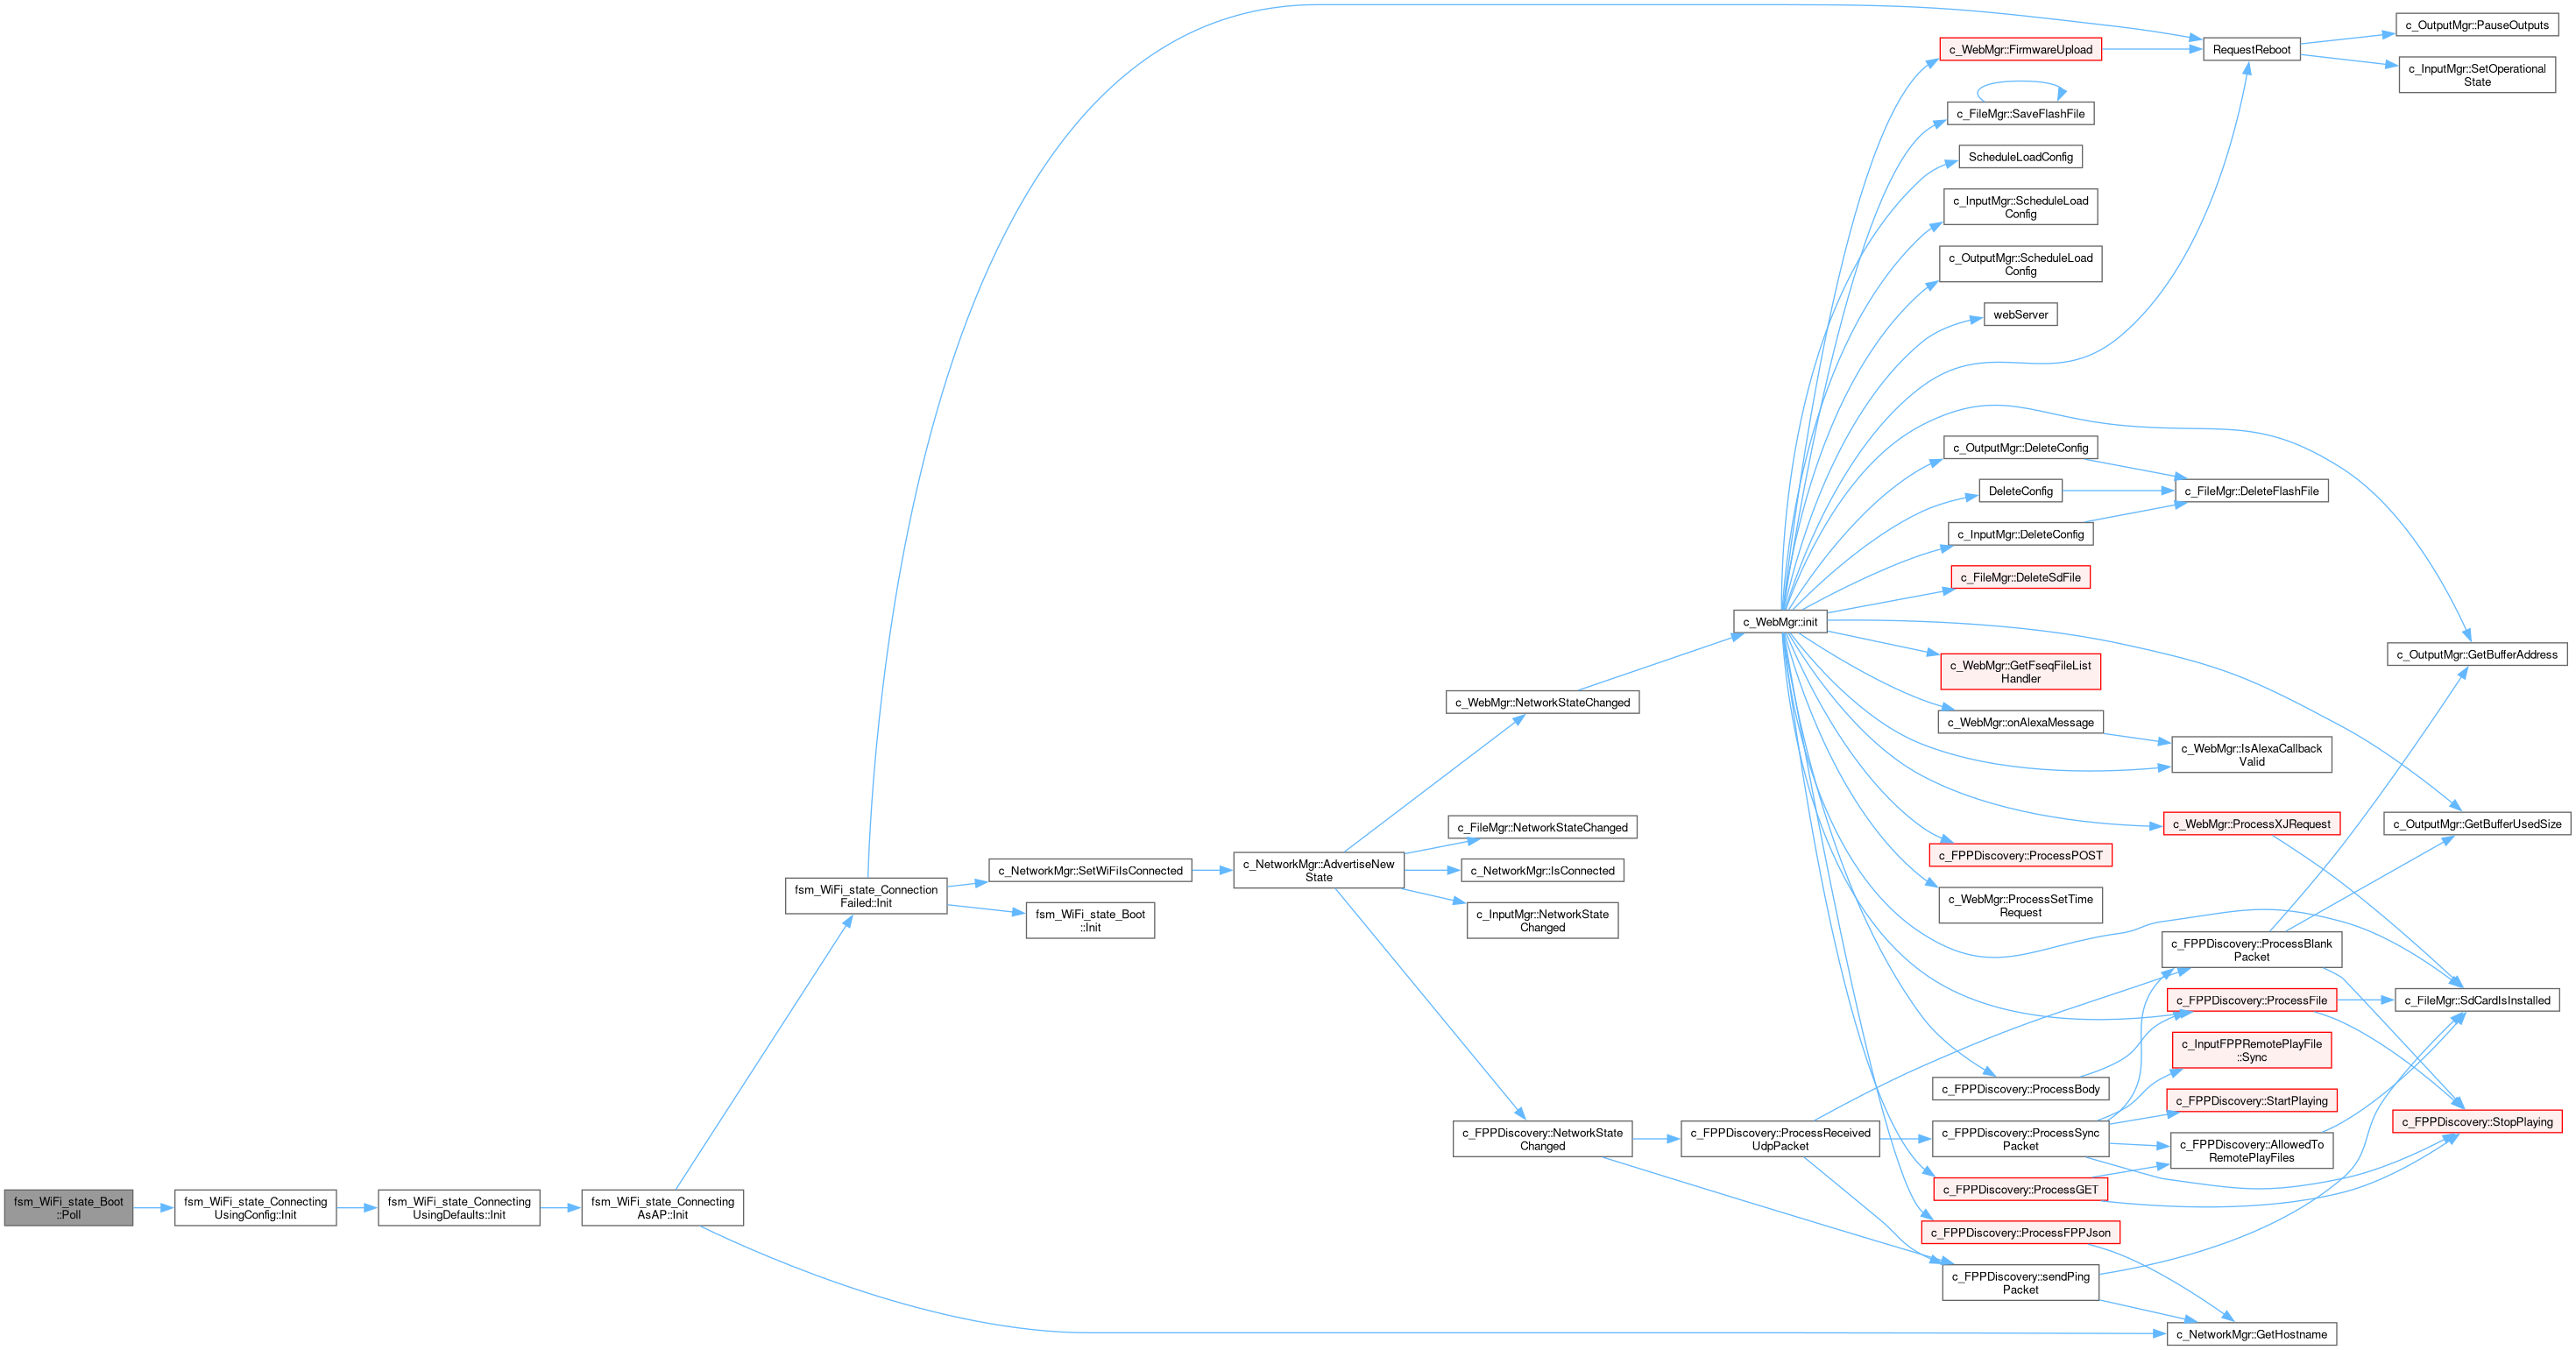 fsm_WiFi_state_Boot
::Poll
fsm_WiFi_state_Connecting
UsingConfig::Init
fsm_WiFi_state_Connecting
UsingDefaults::Init
fsm_WiFi_state_Connecting
AsAP::Init
fsm_WiFi_state_Connection
Failed::Init
c_NetworkMgr::SetWiFiIsConnected
fsm_WiFi_state_Boot
::Init
c_NetworkMgr::AdvertiseNew
State
c_WebMgr::NetworkStateChanged
c_FileMgr::NetworkStateChanged
c_NetworkMgr::IsConnected
c_InputMgr::NetworkState
Changed
c_FPPDiscovery::NetworkState
Changed
c_WebMgr::init
c_FPPDiscovery::ProcessReceived
UdpPacket
c_WebMgr::FirmwareUpload
c_FileMgr::SaveFlashFile
ScheduleLoadConfig
c_InputMgr::ScheduleLoad
Config
c_OutputMgr::ScheduleLoad
Config
webServer
c_OutputMgr::DeleteConfig
DeleteConfig
c_InputMgr::DeleteConfig
c_FileMgr::DeleteSdFile
c_WebMgr::GetFseqFileList
Handler
c_WebMgr::onAlexaMessage
c_FPPDiscovery::ProcessPOST
c_WebMgr::ProcessSetTime
Request
c_FPPDiscovery::ProcessBody
c_FPPDiscovery::ProcessSync
Packet
c_FPPDiscovery::ProcessGET
c_FPPDiscovery::ProcessFPPJson
c_FPPDiscovery::sendPing
Packet
RequestReboot
c_FileMgr::DeleteFlashFile
c_WebMgr::IsAlexaCallback
Valid
c_WebMgr::ProcessXJRequest
c_FPPDiscovery::ProcessBlank
Packet
c_FPPDiscovery::ProcessFile
c_InputFPPRemotePlayFile
::Sync
c_FPPDiscovery::StartPlaying
c_FPPDiscovery::AllowedTo
RemotePlayFiles
c_NetworkMgr::GetHostname
c_OutputMgr::PauseOutputs
c_InputMgr::SetOperational
State
c_OutputMgr::GetBufferAddress
c_OutputMgr::GetBufferUsedSize
c_FileMgr::SdCardIsInstalled
c_FPPDiscovery::StopPlaying